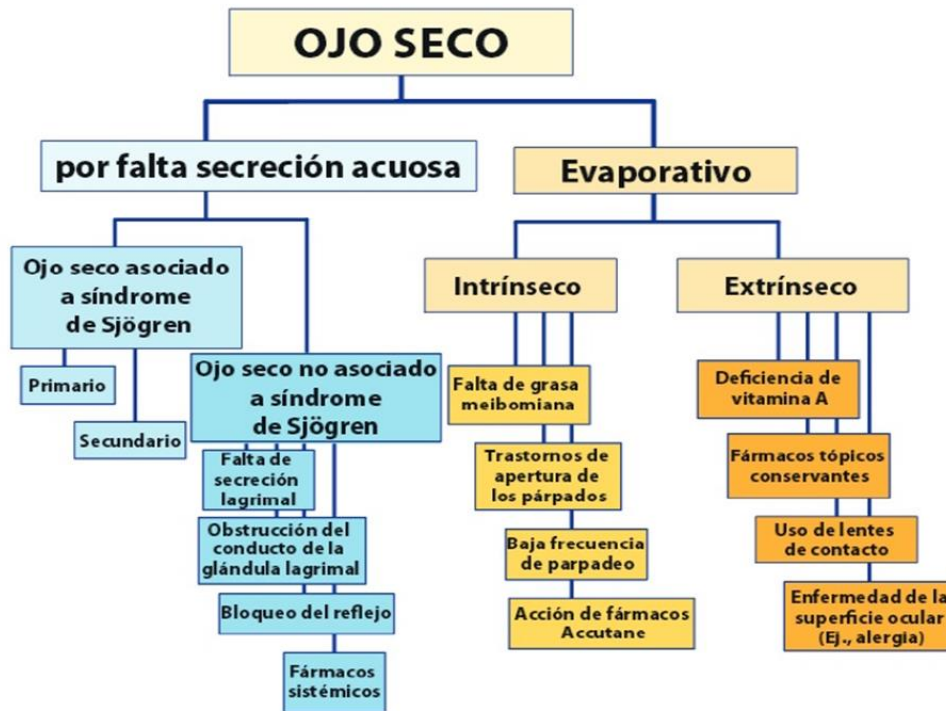 OJO SECO
por falta secreción acuosa
Evaporativo
Ojo seco asociado
a síndrome
de Sjögren
Primario
Secundario
Ojo seco no asociado
a síndrome
de Sjögren
Falta de
secreción
lagrimal
Obstrucción del
conducto de la
glándula lagrimal
Bloqueo del reflejo
Fármacos
sistémicos
Intrínseco
Falta de grasa
meibomiana
Trastornos de
apertura de
los párpados
Baja frecuencia
de parpadeo
Acción de fármacos
Accutane
Extrínseco
Deficiencia de
vitamina A
Fármacos tópicos
conservantes
Uso de lentes
de contacto
Enfermedad de la
superficie ocular
(Ej., alergia)